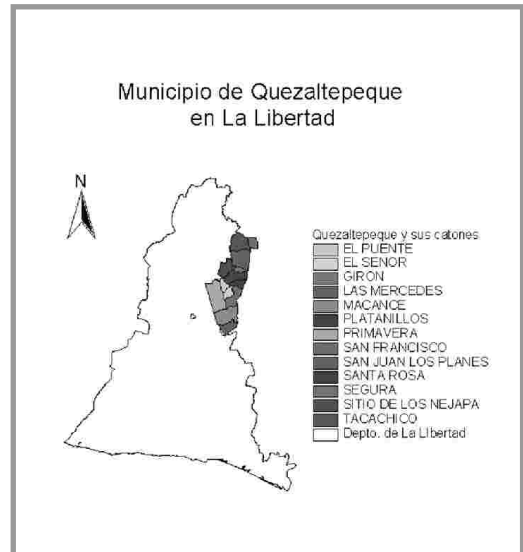 Municipio de Quezaltepeque
en La Libertad
N
Quezaltepeque y sus catones
EL PUENTE
EL SENOR
GIRON
LAS MERCEDES
MACANCE
PLATANILLOS
PRIMAVERA
SAN FRANCISCO
SAN JUAN LOS PLANES
SANTA ROSA
SEGURA
SITIO DE LOS NEJAPA
TACACHICO
Depto. de La LIbertad